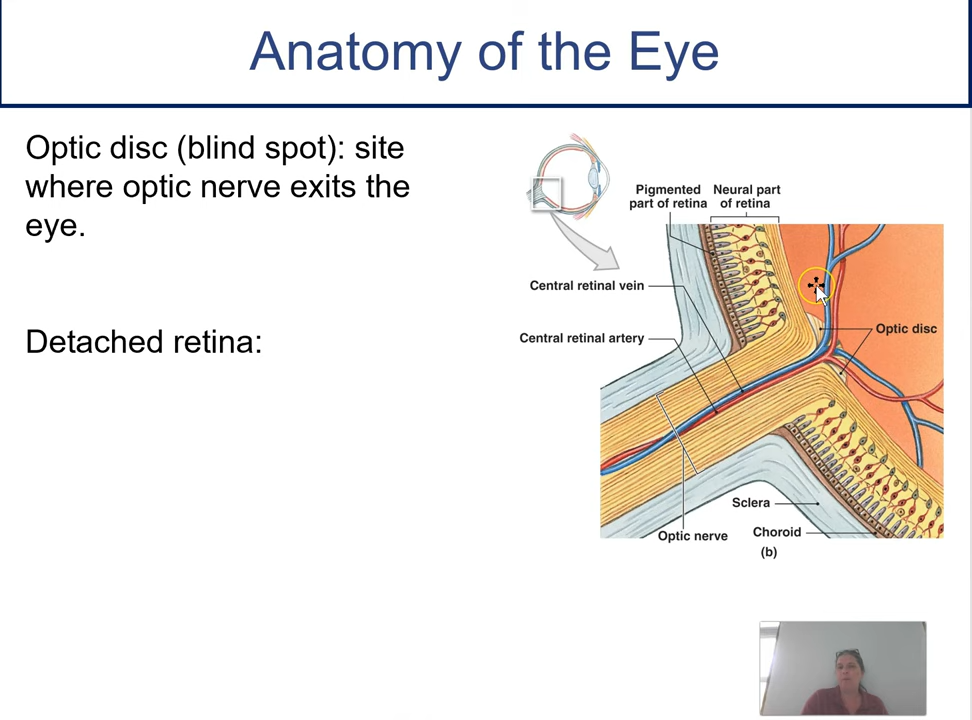 Anatomy of the Eye
Optic disc (blind spot): site
where optic nerve exits the
eye.
Detached retina:
Pigmented
part of retina
Neural part
of retina
Central retinal vein
Central retinal artery
Optic disc
Sclera
Choroid
Optic nerve
(b)